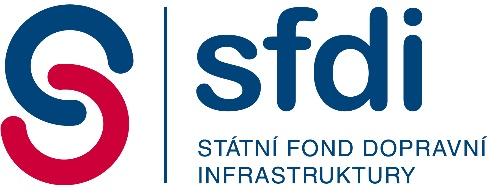 sfdi
STÁTNÍ FOND DOPRAVNÍ
INFRASTRUKTURY